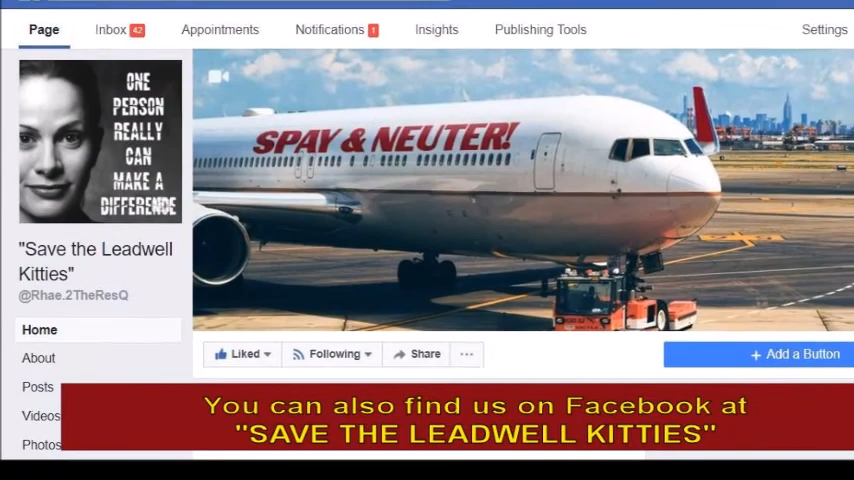 Page Inbox 42 Appointments Notifications 1 Insights Publishing Tools Settings
ONE
PERSON
REALLY
CAN
MAKE A
DIFFERENCE
SPAY & NEUTER!
"Save the Leadwell
Kitties"
@Rhae.2TheResQ
Home
About
Posts
Videos
Photos
Liked Following Share ... + Add a Button
You can also find us on Facebook at
"SAVE THE LEADWELL KITTIES"